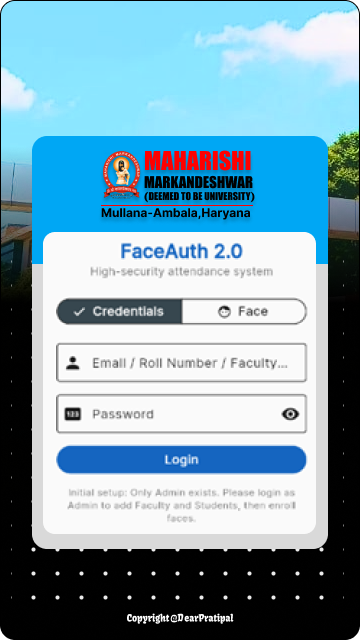 MAHARISHI
MARKANDESHWAR
(DEEMED TO BE UNIVERSITY)
Mullana-Ambala,Haryana
FaceAuth 2.0
High-security attendance system
Credentials
Face
Email / Roll Number / Faculty...
123
Password
Login
Initial setup: Only Admin exists. Please login as
Admin to add Faculty and Students, then enroll
faces.
Copyright@DearPratipal